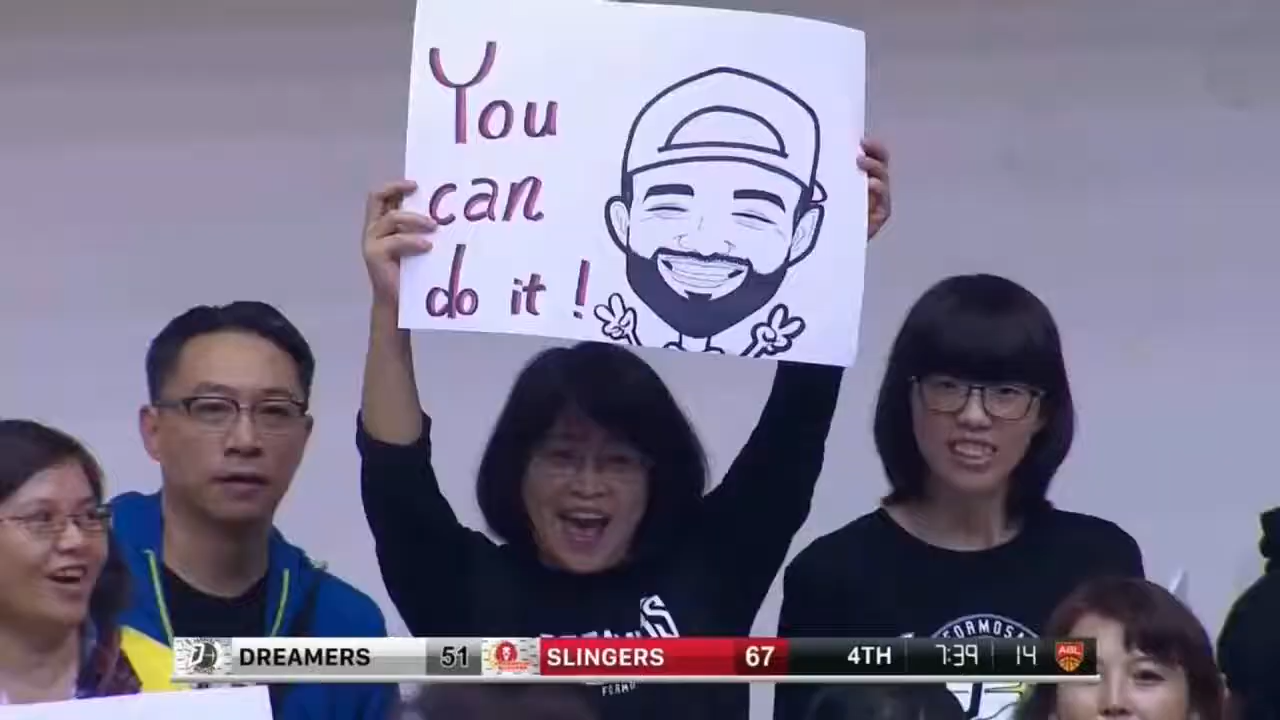 You
can
do it!
FORMOSA
DREAMERS 51 SLINGERS 67 4TH 7:39 14 ABL